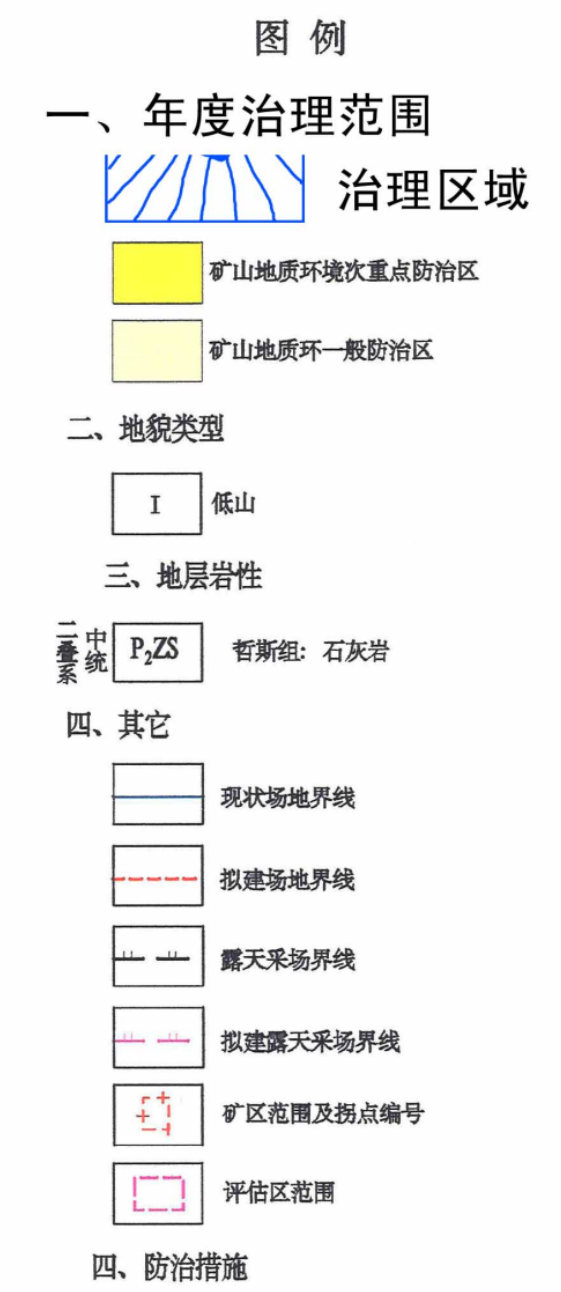 图 例
一、年度治理范围
治理区域
矿山地质环境次重点防治区
矿山地质环一般防治区
二、地貌类型
I 低山
三、地层岩性
二叠系 中统 P₂ZS 哲斯组: 石灰岩
四、其它
现状场地界线
拟建场地界线
露天采场界线
拟建露天采场界线
矿区范围及拐点编号
评估区范围
四、防治措施